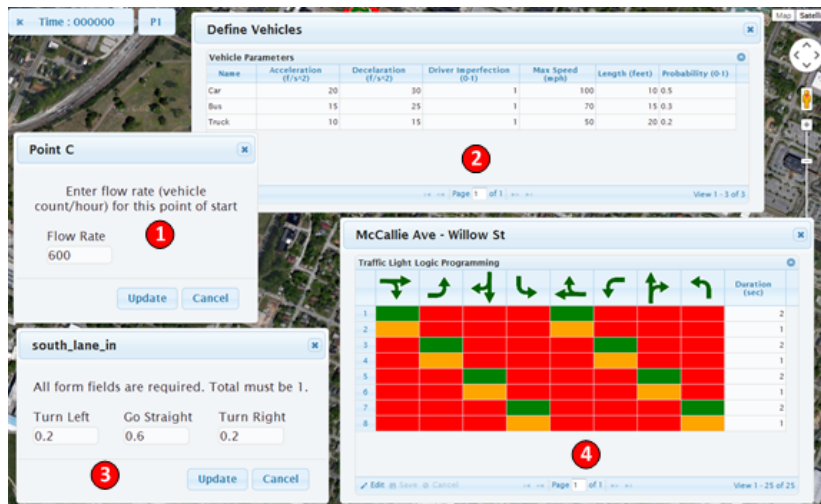 Time : 000000 P1
Map Satelli
Define Vehicles
Vehicle Parameters
Name Acceleration (f/s^2) Decelaration (f/s^2) Driver Imperfection (0-1) Max Speed (mph) Length (feet) Probability (0-1)
Car 20 30 1 100 10 0.5
Bus 15 25 1 70 15 0.3
Truck 10 15 1 50 20 0.2
2
Page 1 of 1
View 1 - 3 of 3
Point C
Enter flow rate (vehicle
count/hour) for this point of start
Flow Rate
1
600
Update Cancel
McCallie Ave - Willow St
Traffic Light Logic Programming
Duration
(sec)
1 2
2 1
3 2
4 1
5 2
6 1
7 2
8 1
4
Edit Save Cancel
Page 1 of 1
View 1 - 25 of 25
south_lane_in
All form fields are required. Total must be 1.
Turn Left Go Straight Turn Right
0.2 0.6 0.2
3
Update Cancel